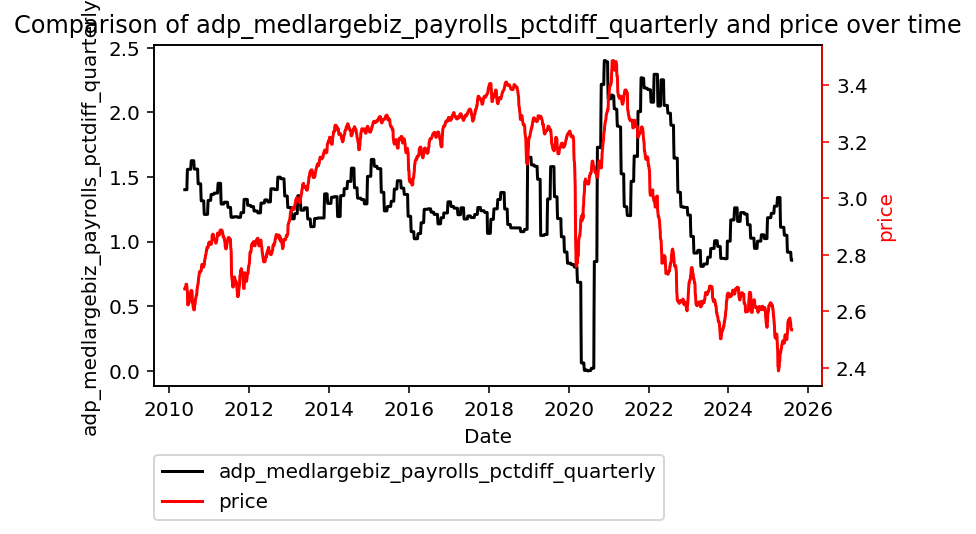 Comparison of adp_medlargebiz_payrolls_pctdiff_quarterly and price over time
adp_medlargebiz_payrolls_pctdiff_quarterly
2.5
2.0
1.5
1.0
0.5
0.0
3.4
3.2
3.0
2.8
2.6
2.4
price
2010 2012 2014 2016 2018 2020 2022 2024 2026
Date
adp_medlargebiz_payrolls_pctdiff_quarterly
price